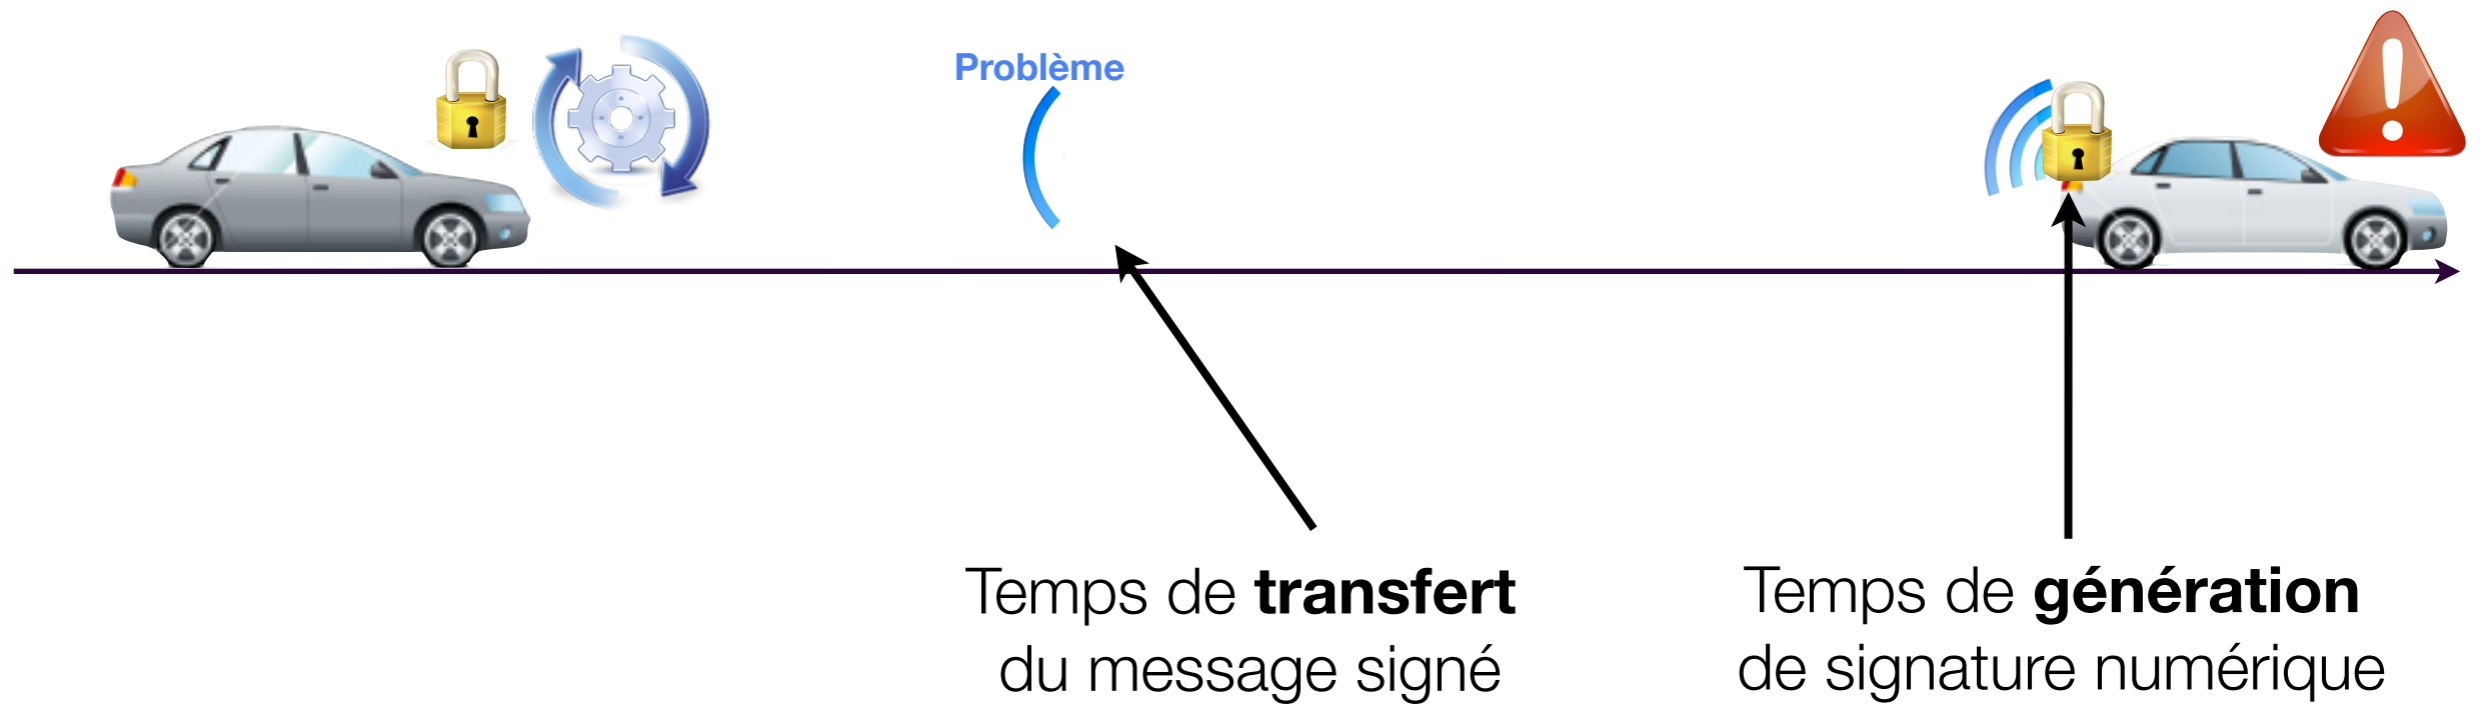 Problème
Temps de transfert
du message signé
Temps de génération
de signature numérique